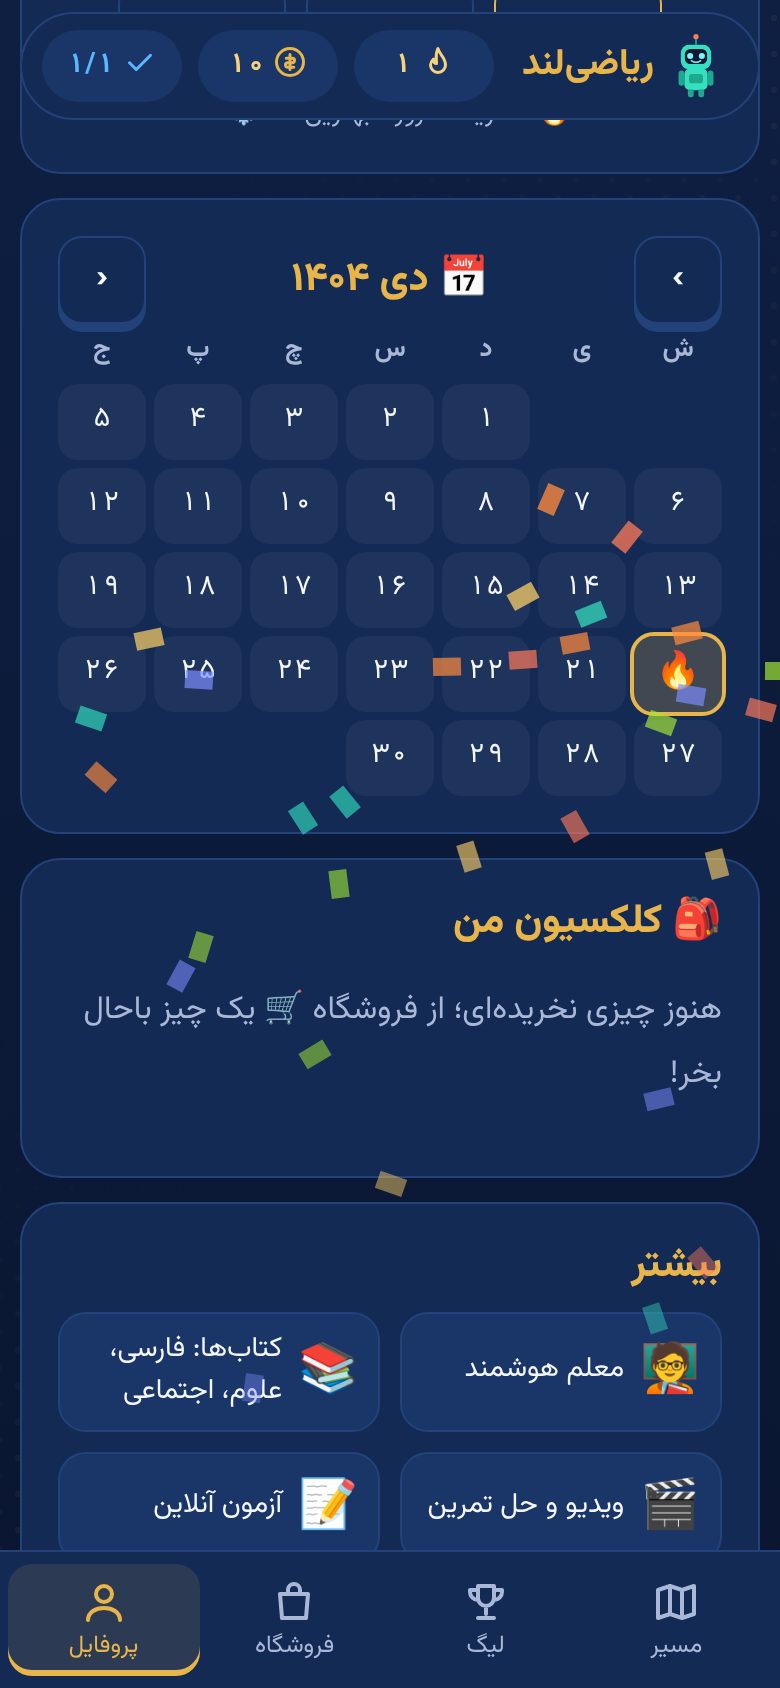 ریاضی‌لند
۱
۱۰
۱/۱
دی ۱۴۰۴
ش ی د س چ پ ج
۱ ۲ ۳ ۴ ۵
۶ ۷ ۸ ۹ ۱۰ ۱۱ ۱۲
۱۳ ۱۴ ۱۵ ۱۶ ۱۷ ۱۸ ۱۹
۲۱ ۲۲ ۲۳ ۲۴ ۲۵ ۲۶
۲۷ ۲۸ ۲۹ ۳۰
کلکسیون من
هنوز چیزی نخریده‌ای؛ از فروشگاه یک چیز باحال
بخر!
بیشتر
معلم هوشمند
کتاب‌ها: فارسی،
علوم، اجتماعی
ویدیو و حل تمرین
آزمون آنلاین
مسیر
لیگ
فروشگاه
پروفایل